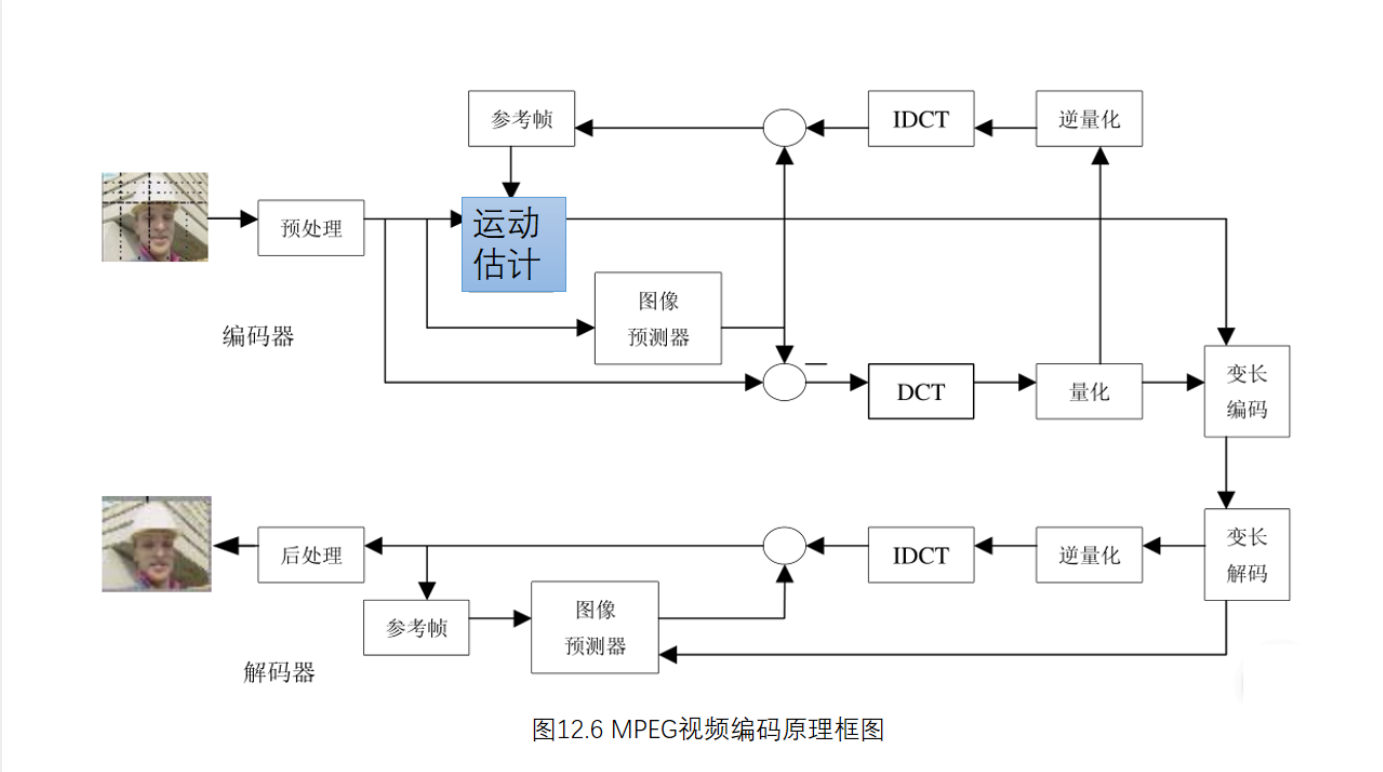 参考帧
IDCT
逆量化
预处理
运动
估计
图像
预测器
编码器
DCT
量化
变长
编码
后处理
IDCT
逆量化
变长
解码
参考帧
图像
预测器
解码器
图12.6 MPEG视频编码原理框图